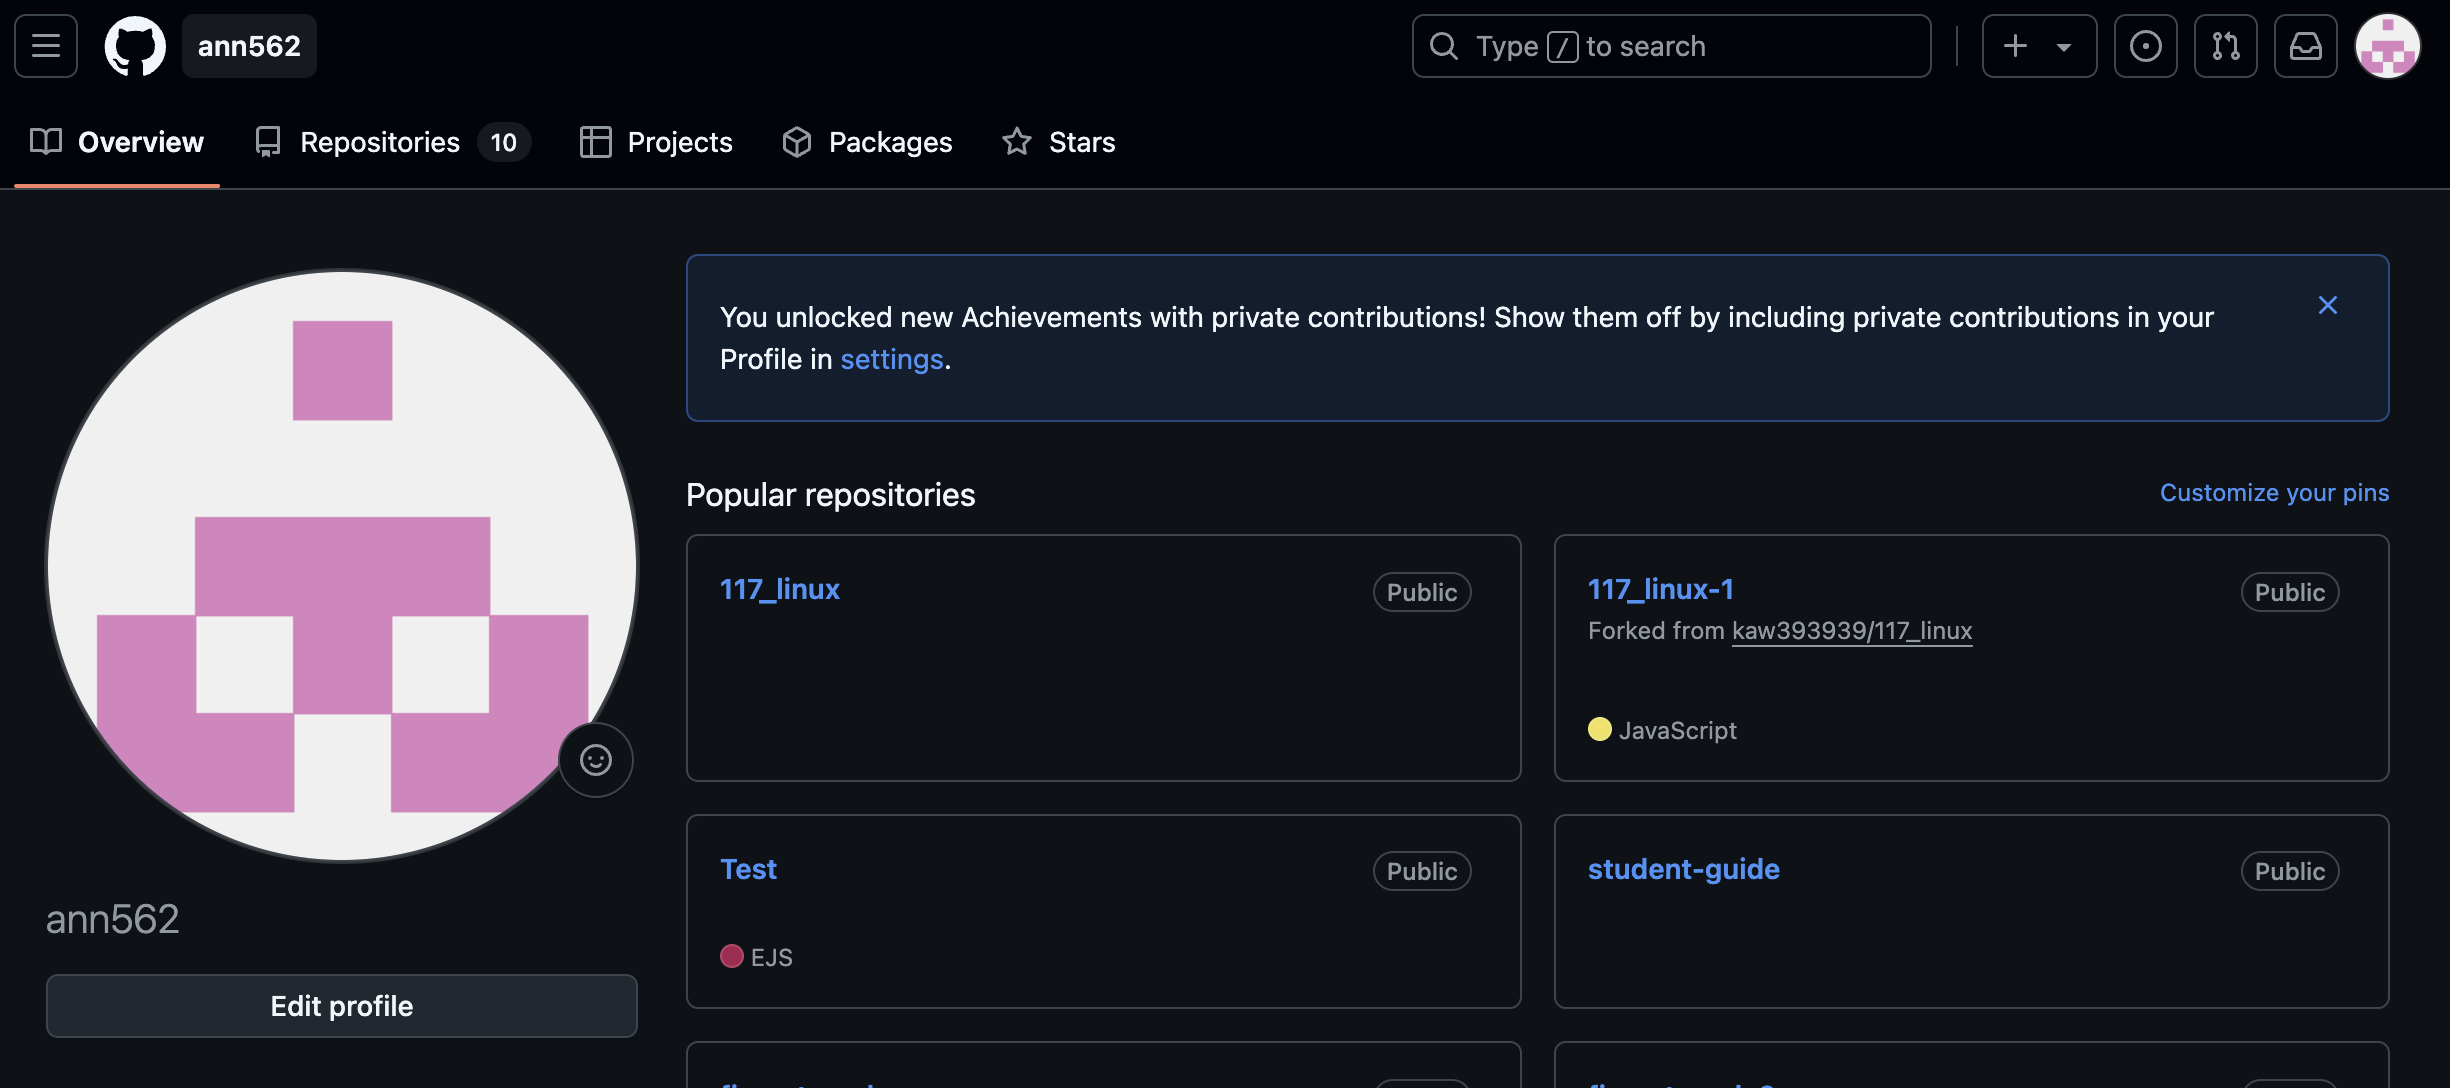 ann562
Type / to search
Overview
Repositories 10
Projects
Packages
Stars
You unlocked new Achievements with private contributions! Show them off by including private contributions in your
Profile in settings.
Popular repositories
Customize your pins
117_linux
Public
117_linux-1
Public
Forked from kaw393939/117_linux
JavaScript
Test
Public
EJS
student-guide
Public
ann562
Edit profile